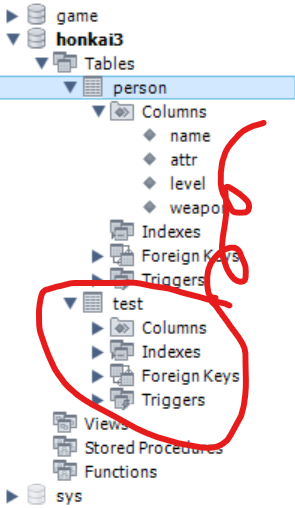 game
honkai3
Tables
person
Columns
name
attr
level
weapon
Indexes
Foreign Keys
Triggers
test
Columns
Indexes
Foreign Keys
Triggers
Views
Stored Procedures
Functions
sys